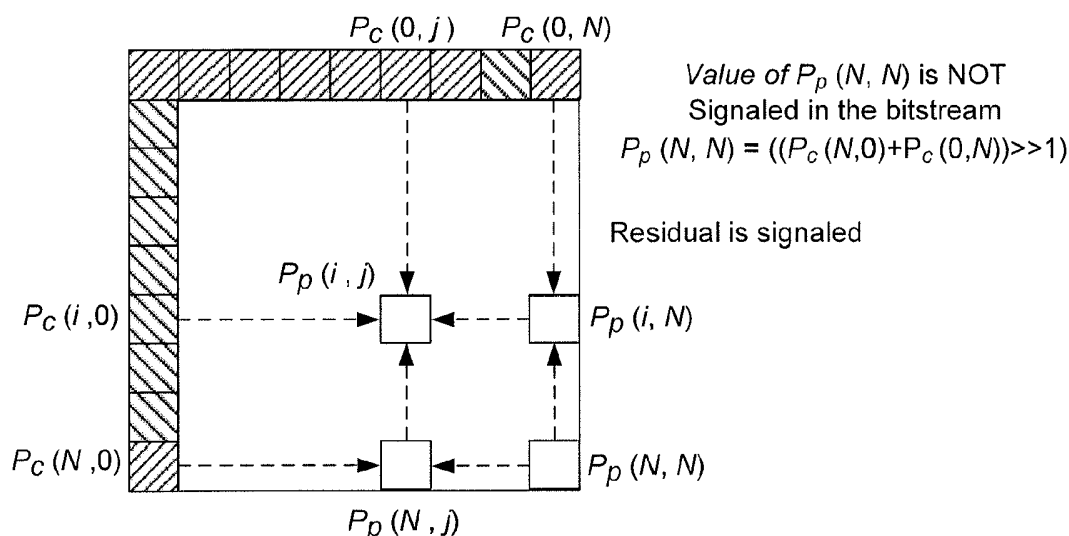 P_c (0, j ) P_c (0, N)
Value of P_p (N, N) is NOT
Signaled in the bitstream
P_p (N, N) = ((P_c (N,0)+P_c (0,N))>>1)
Residual is signaled
P_p (i , j)
P_c (i ,0) P_p (i, N)
P_c (N ,0) P_p (N, N)
P_p (N , j)